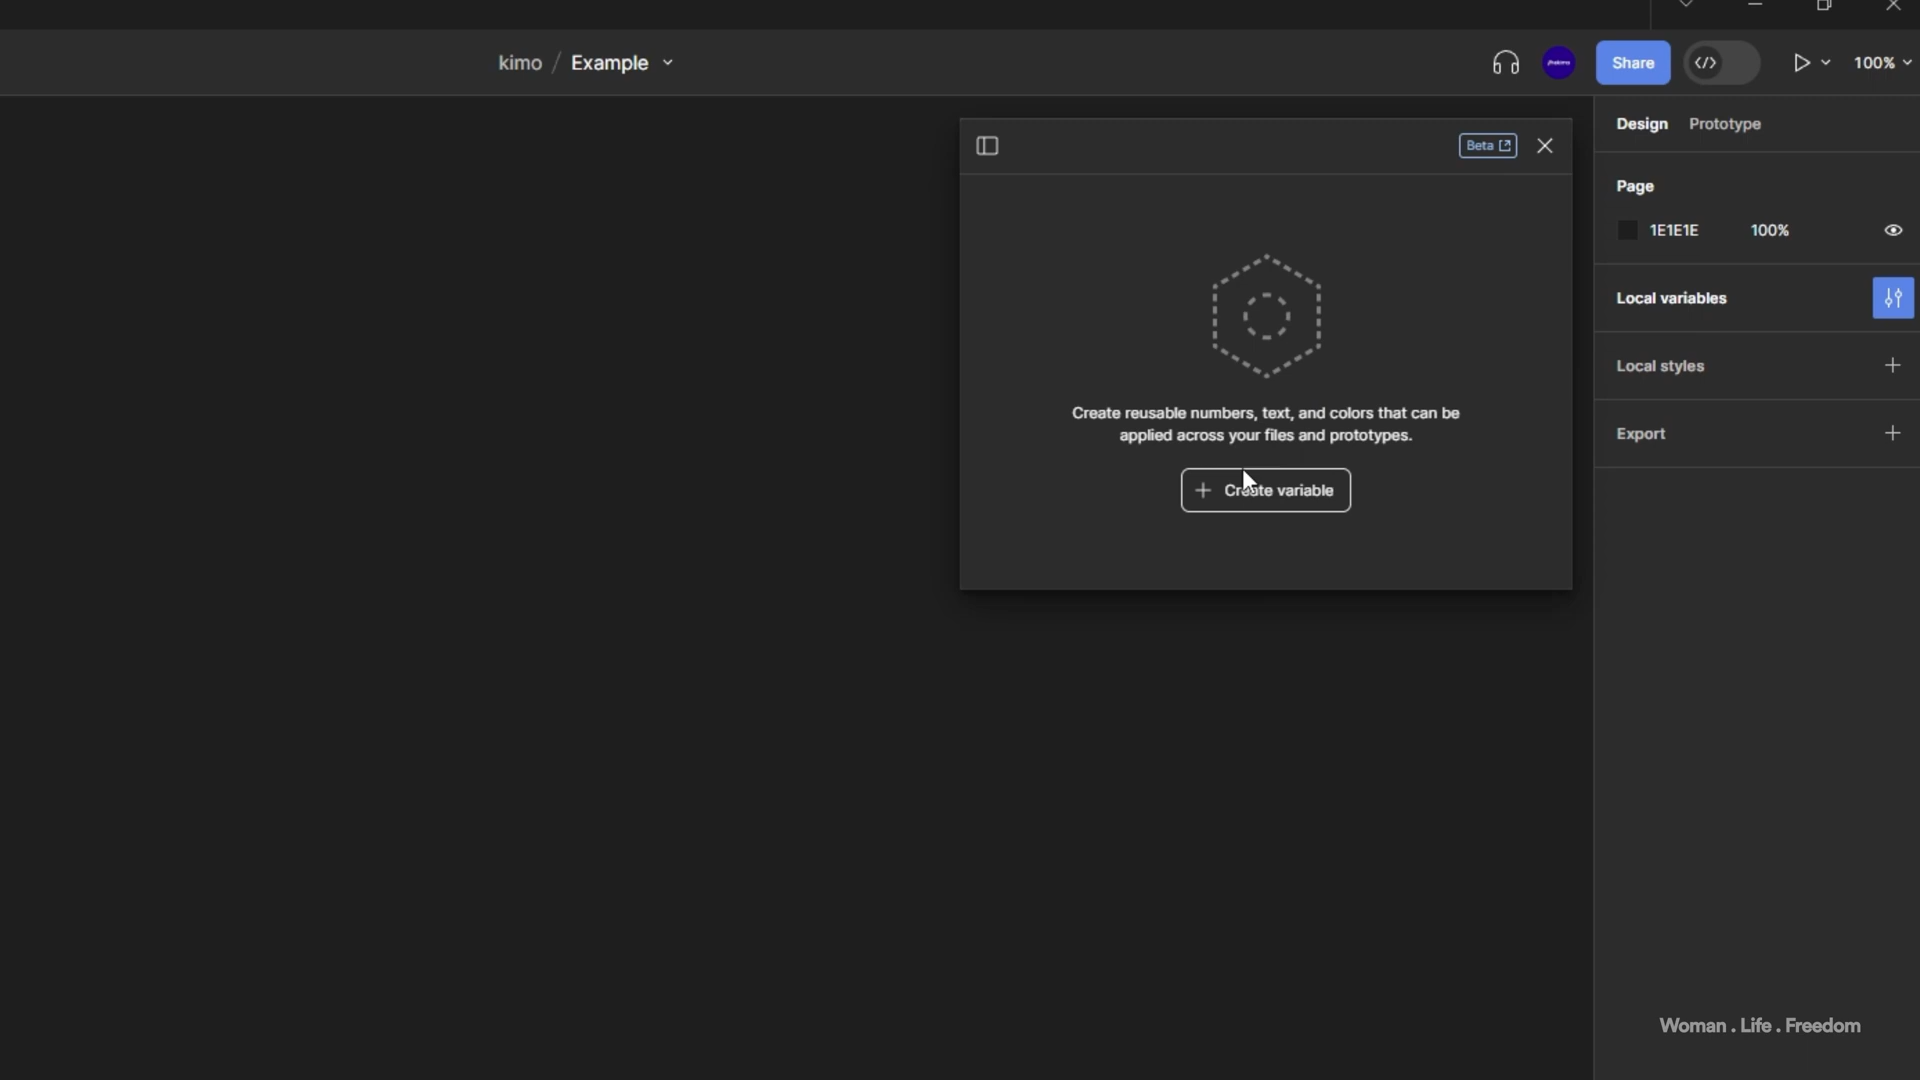 kimo / Example
Share
</>
100%
Design Prototype
Beta
Page
1E1E1E 100%
Local variables
Local styles
Create reusable numbers, text, and colors that can be
applied across your files and prototypes.
Export
+ Create variable
Woman . Life . Freedom